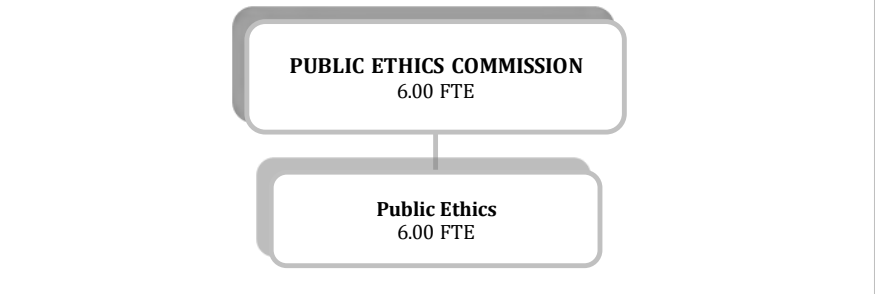 PUBLIC ETHICS COMMISSION
6.00 FTE
Public Ethics
6.00 FTE